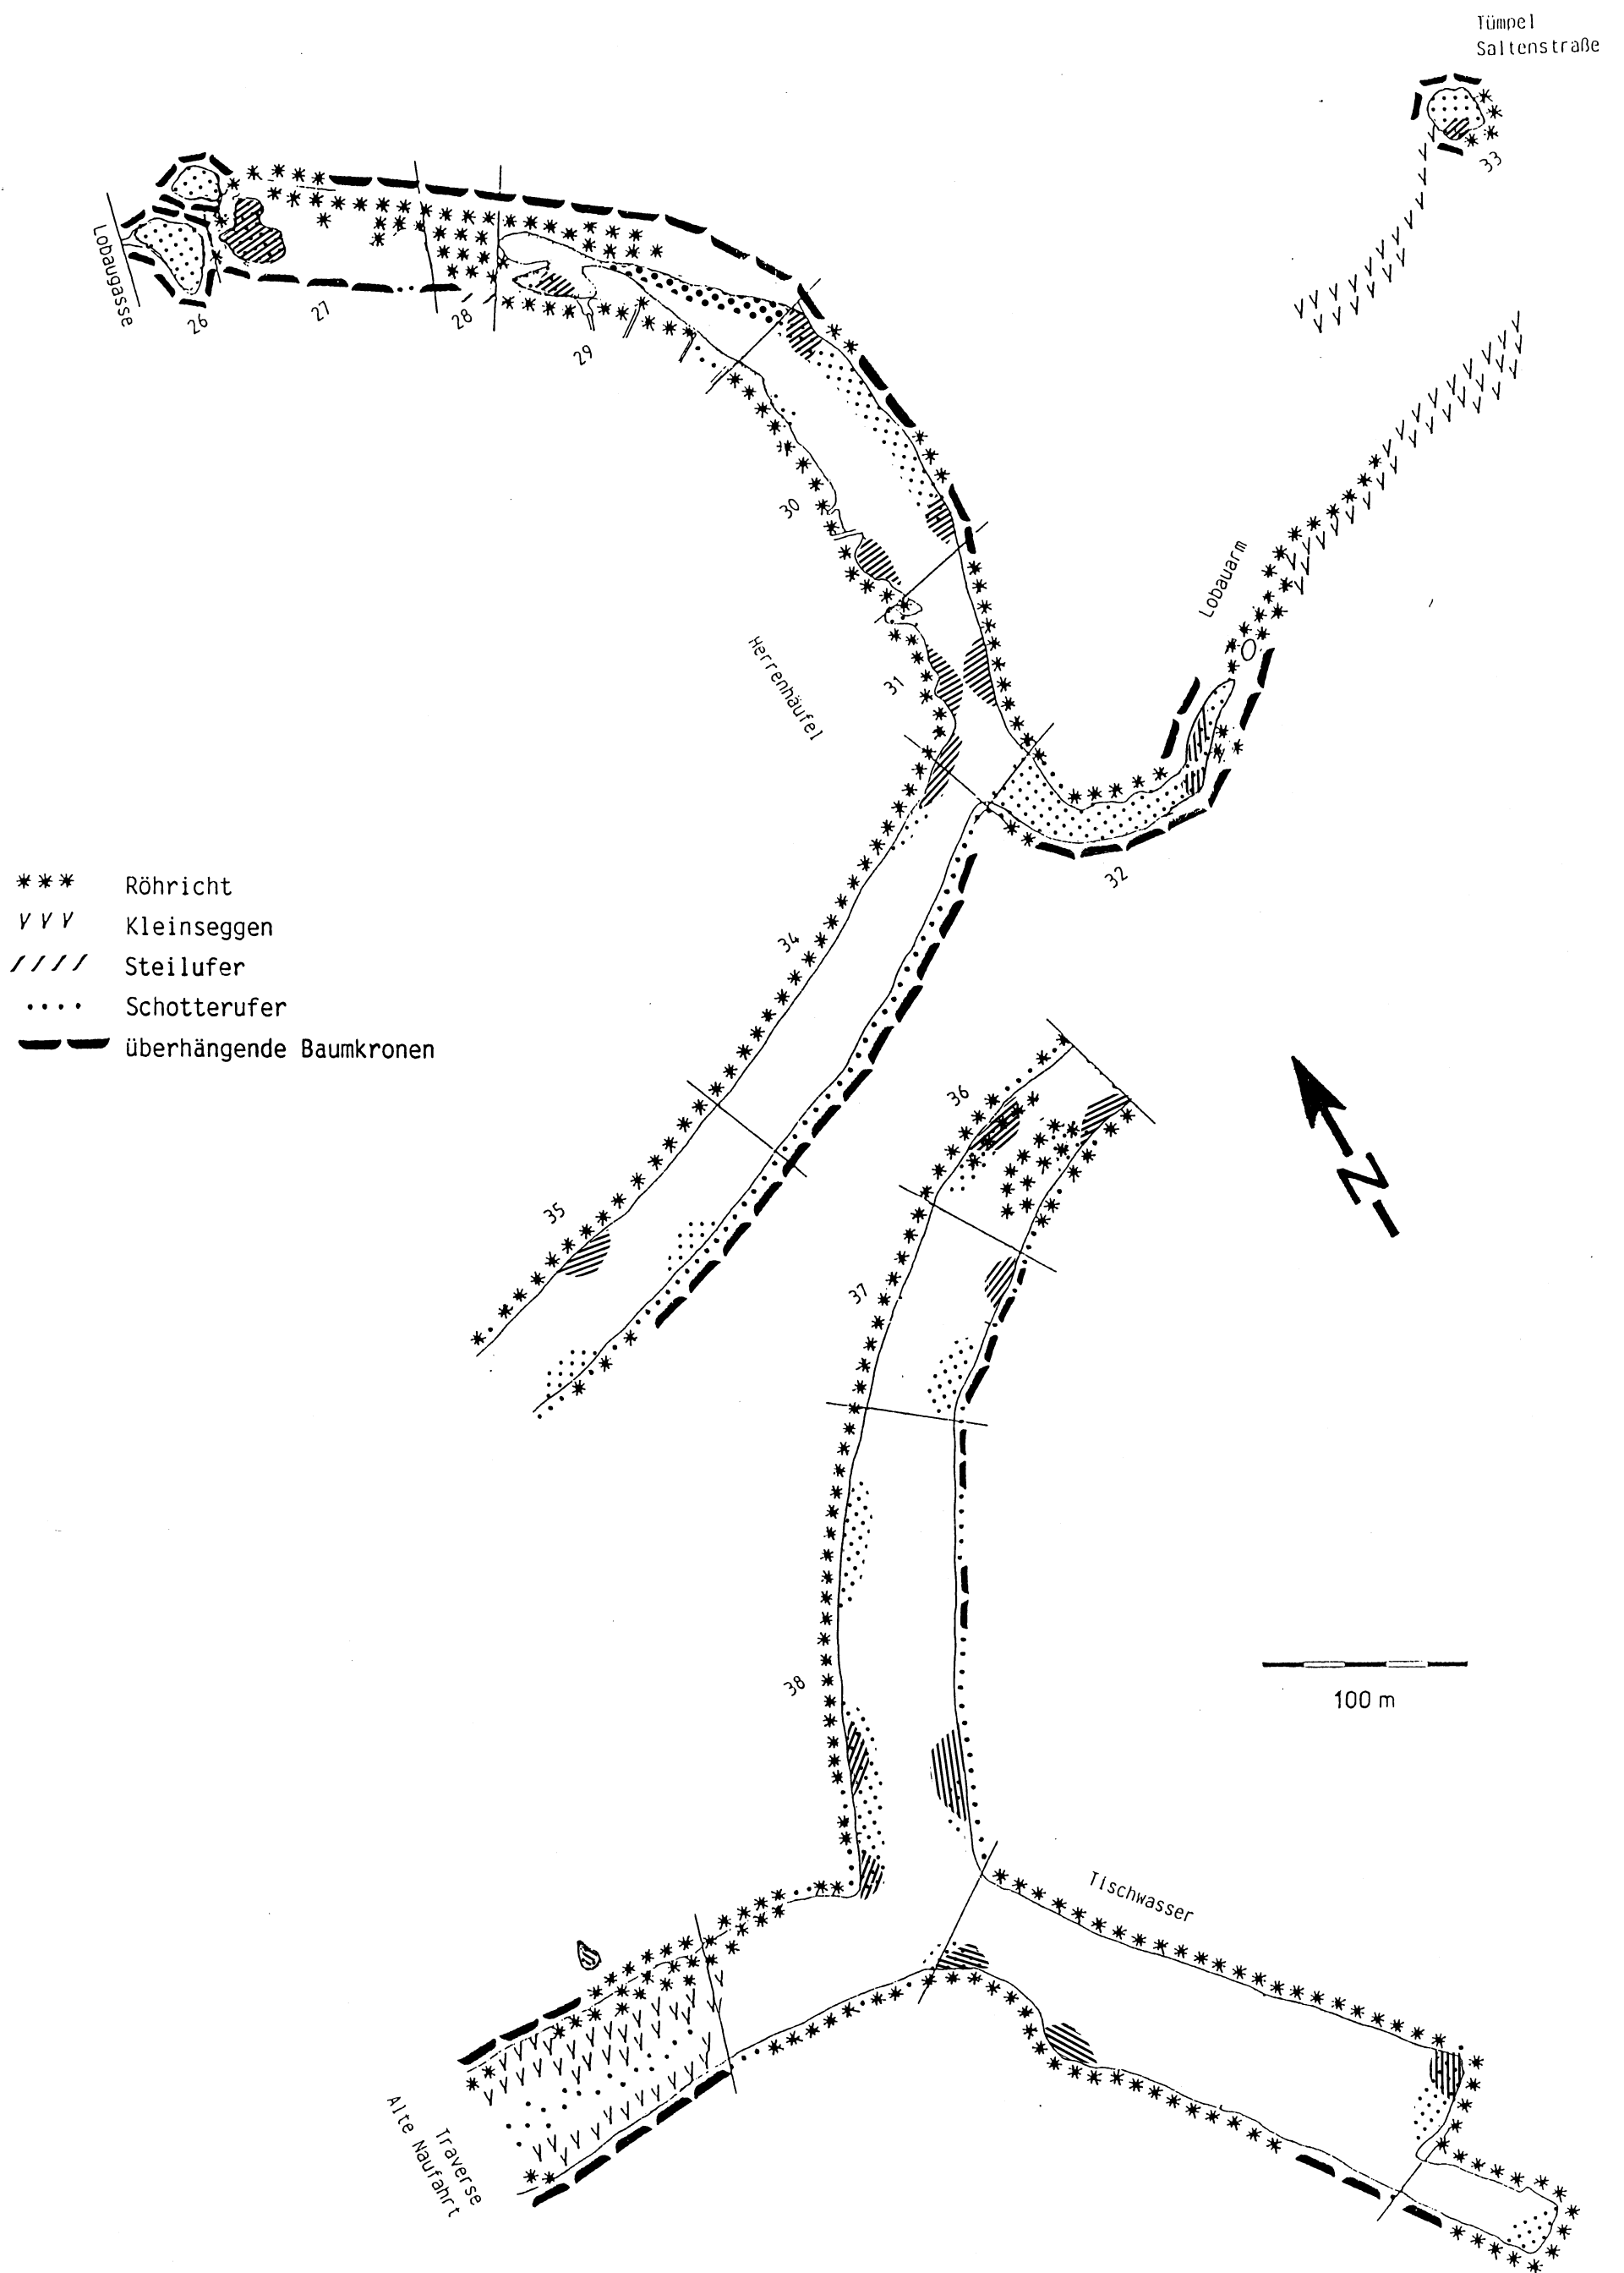 Tümpel
Saltenstraße
33
Lobaugasse
26
27
28
29
30
Lobauarm
Herrenhäufel
31
32
*** Röhricht
V V V Kleinseggen
//// Steilufer
.... Schotterufer
überhängende Baumkronen
34
35
36
N
37
38
100 m
Tischwasser
Traverse
Alte Naufahrt